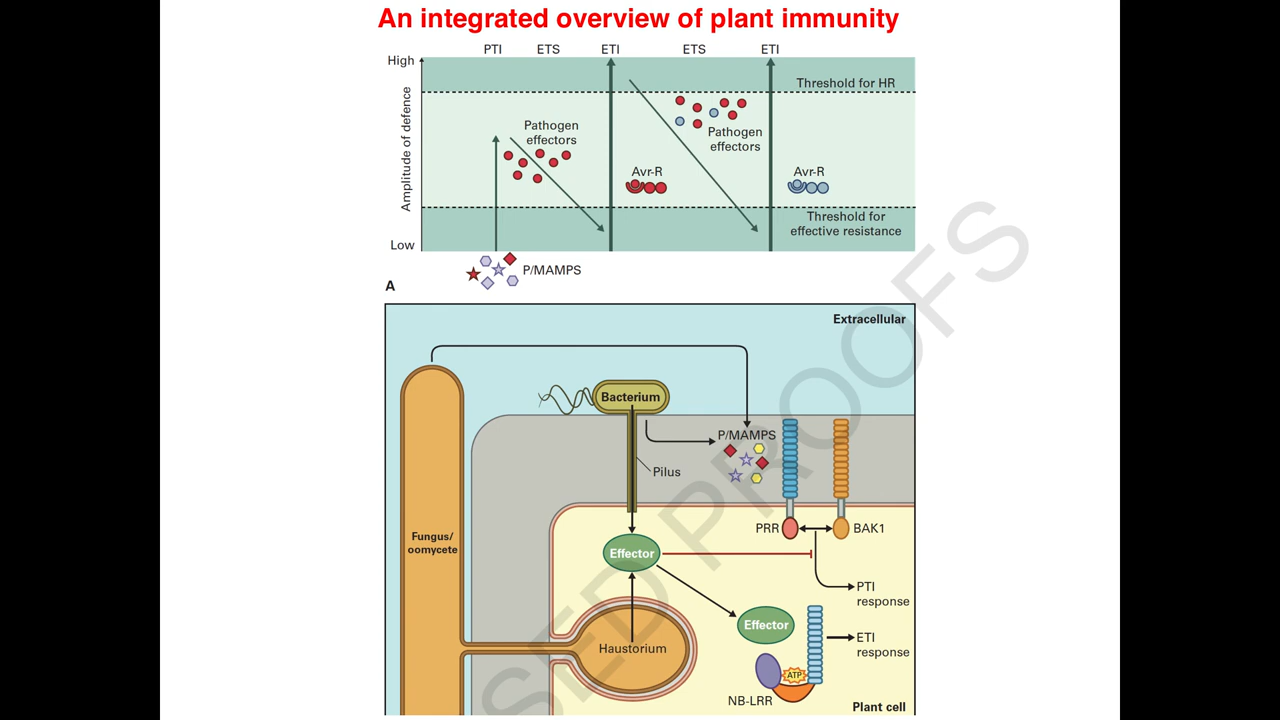 An integrated overview of plant immunity
PTI ETS ETI ETS ETI
High
Threshold for HR
Amplitude of defence
Pathogen
effectors
Pathogen
effectors
Avr-R
Avr-R
Threshold for
effective resistance
Low
P/MAMPS
A
Extracellular
Bacterium
P/MAMPS
Pilus
PRR
BAK1
Fungus/
oomycete
Effector
PTI
response
Effector
ETI
response
Haustorium
ATP
NB-LRR
Plant cell
SED PROOFS